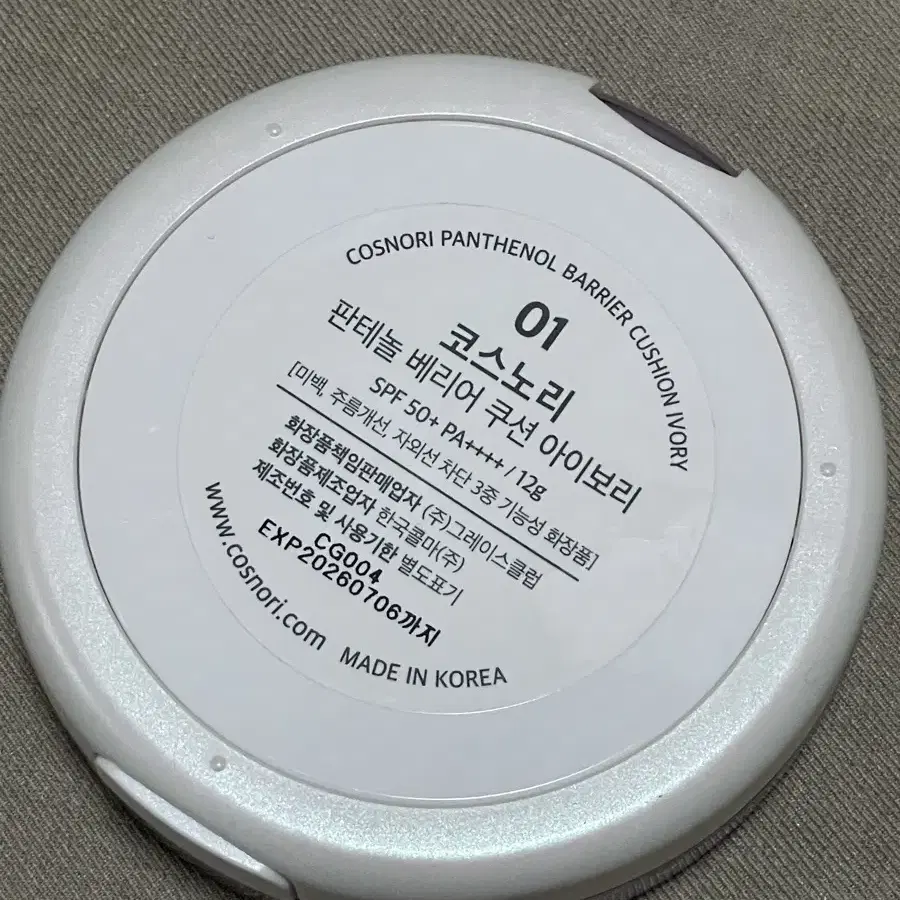 COSNORI PANTHENOL BARRIER CUSHION IVORY
01
코스노리
판테놀 베리어 쿠션 아이보리
SPF 50+ PA++++ / 12g
[미백, 주름개선, 자외선 차단 3중 기능성 화장품]
화장품책임판매업자 (주)그레이스클럽
화장품제조업자 한국콜마(주)
제조번호 및 사용기한 별도표기
CG004
EXP20260706까지
www.cosnori.com
MADE IN KOREA